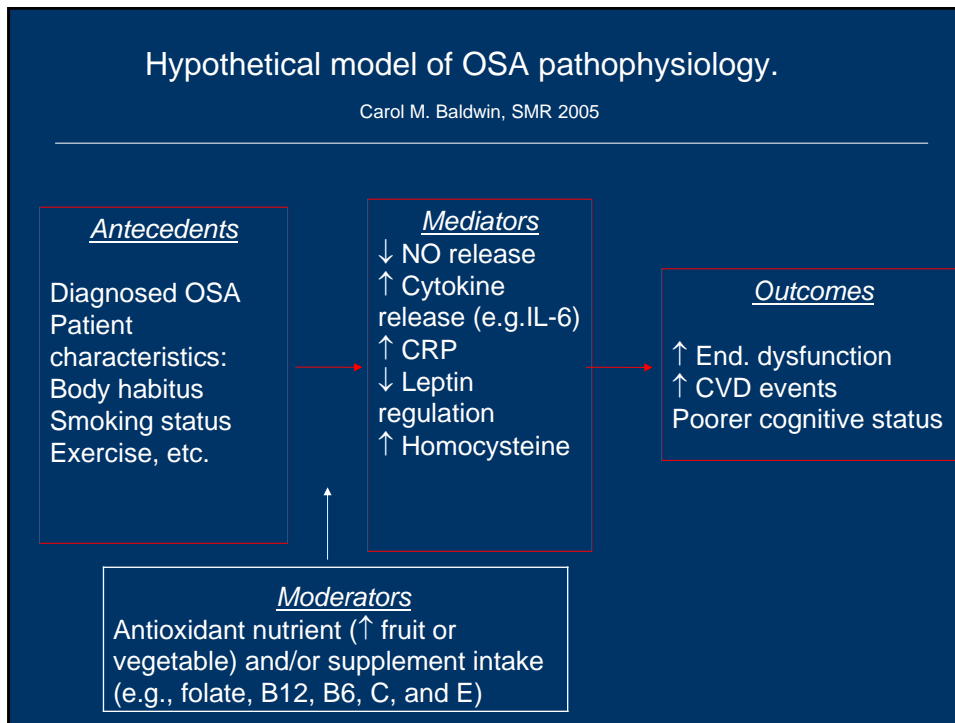 Hypothetical model of OSA pathophysiology.
Carol M. Baldwin, SMR 2005
Antecedents
Diagnosed OSA
Patient
characteristics:
Body habitus
Smoking status
Exercise, etc.
Mediators
↓ NO release
↑ Cytokine
release (e.g.IL-6)
↑ CRP
↓ Leptin
regulation
↑ Homocysteine
Outcomes
↑ End. dysfunction
↑ CVD events
Poorer cognitive status
Moderators
Antioxidant nutrient (↑ fruit or
vegetable) and/or supplement intake
(e.g., folate, B12, B6, C, and E)